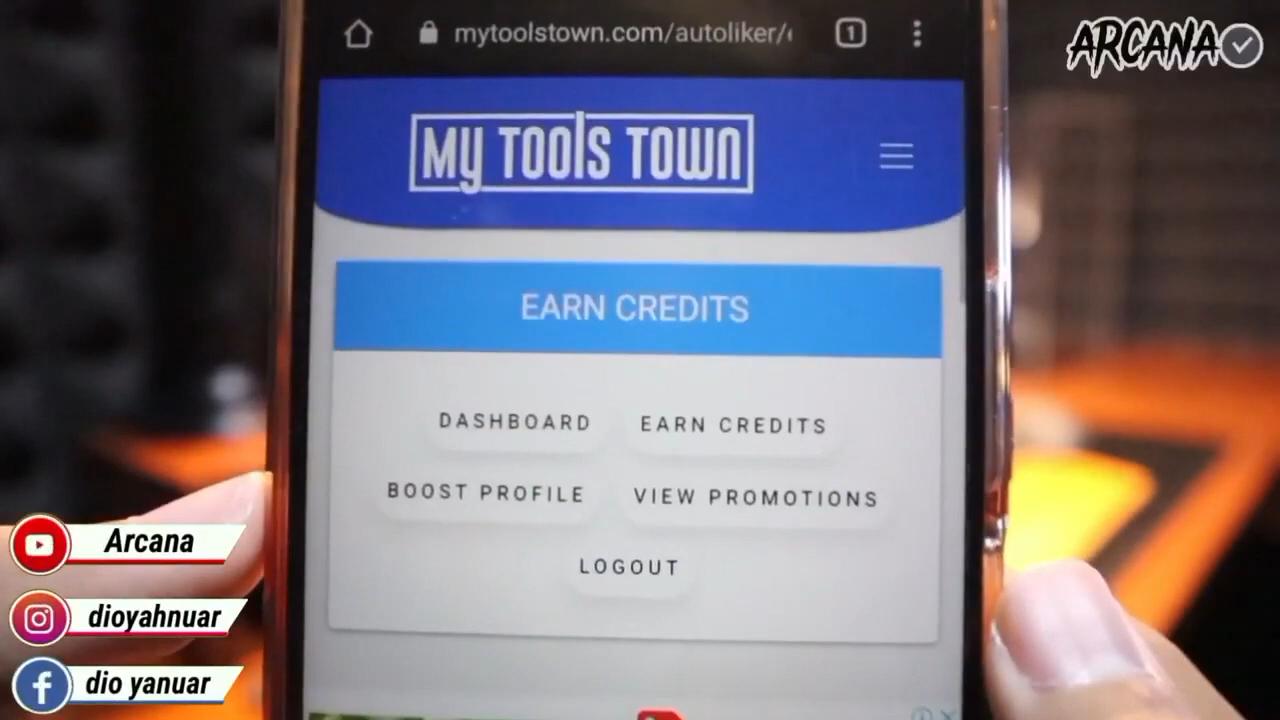 mytoolstown.com/autoliker/
1
ARCANA
My TOOls TOWN
EARN CREDITS
DASHBOARD
EARN CREDITS
BOOST PROFILE
VIEW PROMOTIONS
LOGOUT
Arcana
dioyahnuar
dio yanuar